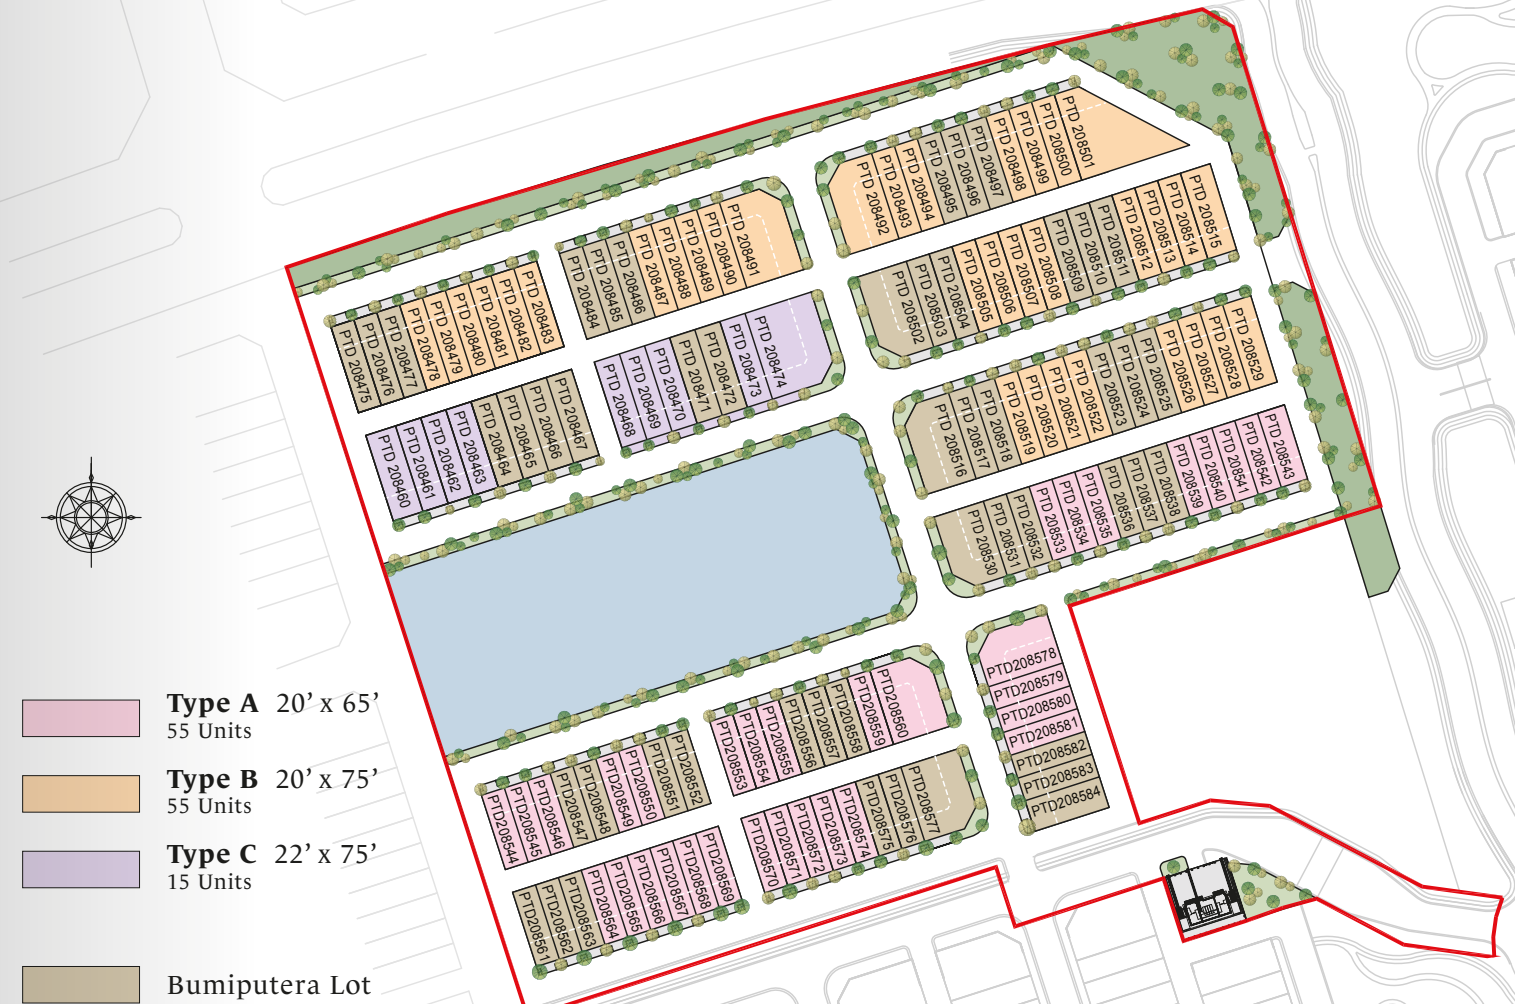 PTD 208501
PTD 208500
PTD 208499
PTD 208498
PTD 208497
PTD 208496
PTD 208495
PTD 208494
PTD 208493
PTD 208492
PTD 208491
PTD 208490
PTD 208489
PTD 208488
PTD 208487
PTD 208486
PTD 208485
PTD 208484
PTD 208483
PTD 208482
PTD 208481
PTD 208480
PTD 208479
PTD 208478
PTD 208477
PTD 208476
PTD 208475
PTD 208515
PTD 208514
PTD 208513
PTD 208512
PTD 208511
PTD 208510
PTD 208509
PTD 208508
PTD 208507
PTD 208506
PTD 208505
PTD 208504
PTD 208503
PTD 208502
PTD 208474
PTD 208473
PTD 208472
PTD 208471
PTD 208470
PTD 208469
PTD 208468
PTD 208467
PTD 208466
PTD 208465
PTD 208464
PTD 208463
PTD 208462
PTD 208461
PTD 208460
PTD 208529
PTD 208528
PTD 208527
PTD 208526
PTD 208525
PTD 208524
PTD 208523
PTD 208522
PTD 208521
PTD 208520
PTD 208519
PTD 208518
PTD 208517
PTD 208516
PTD 208543
PTD 208542
PTD 208541
PTD 208540
PTD 208539
PTD 208538
PTD 208537
PTD 208536
PTD 208535
PTD 208534
PTD 208533
PTD 208532
PTD 208531
PTD 208530
PTD208578
PTD208579
PTD208580
PTD208581
PTD208582
PTD208583
PTD208584
PTD208560
PTD208559
PTD208558
PTD208557
PTD208556
PTD208555
PTD208554
PTD208553
PTD208552
PTD208551
PTD208550
PTD208549
PTD208548
PTD208547
PTD208546
PTD208545
PTD208544
PTD208577
PTD208576
PTD208575
PTD208574
PTD208573
PTD208572
PTD208571
PTD208570
PTD208569
PTD208568
PTD208567
PTD208566
PTD208565
PTD208564
PTD208563
PTD208562
PTD208561
Type A 20’ x 65’
55 Units
Type B 20’ x 75’
55 Units
Type C 22’ x 75’
15 Units
Bumiputera Lot